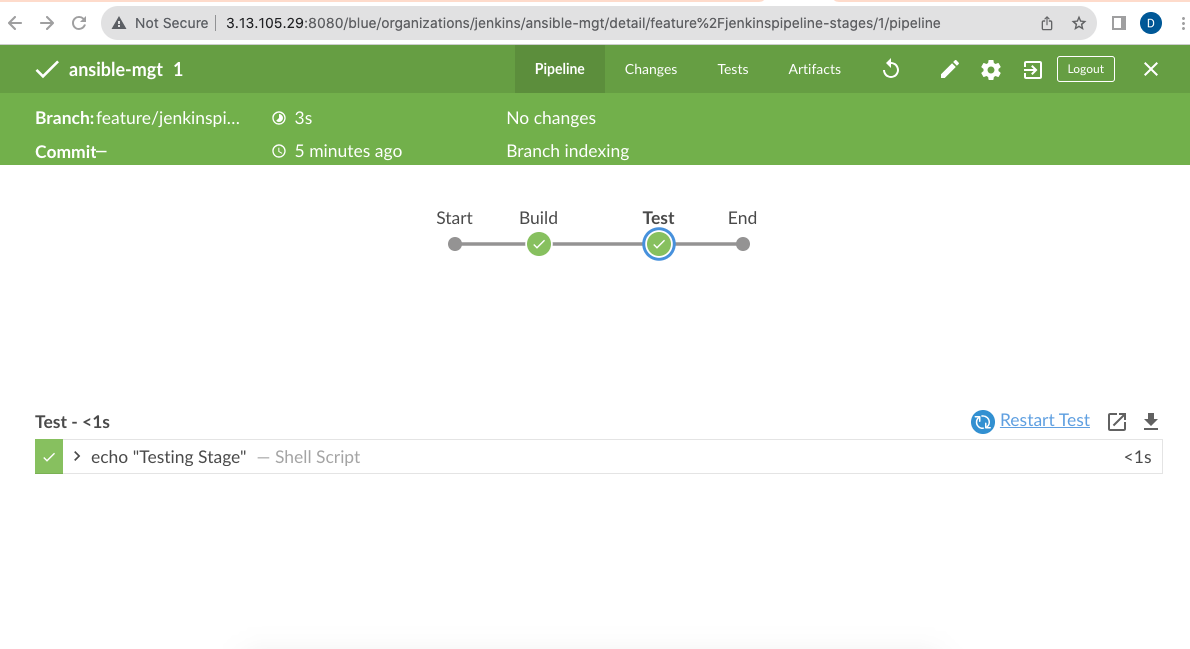 Not Secure 3.13.105.29:8080/blue/organizations/jenkins/ansible-mgt/detail/feature%2Fjenkinspipeline-stages/1/pipeline D
ansible-mgt 1 Pipeline Changes Tests Artifacts Logout
Branch: feature/jenkinspi... 3s No changes
Commit— 5 minutes ago Branch indexing
Start Build Test End
Test - <1s Restart Test
echo "Testing Stage" — Shell Script <1s